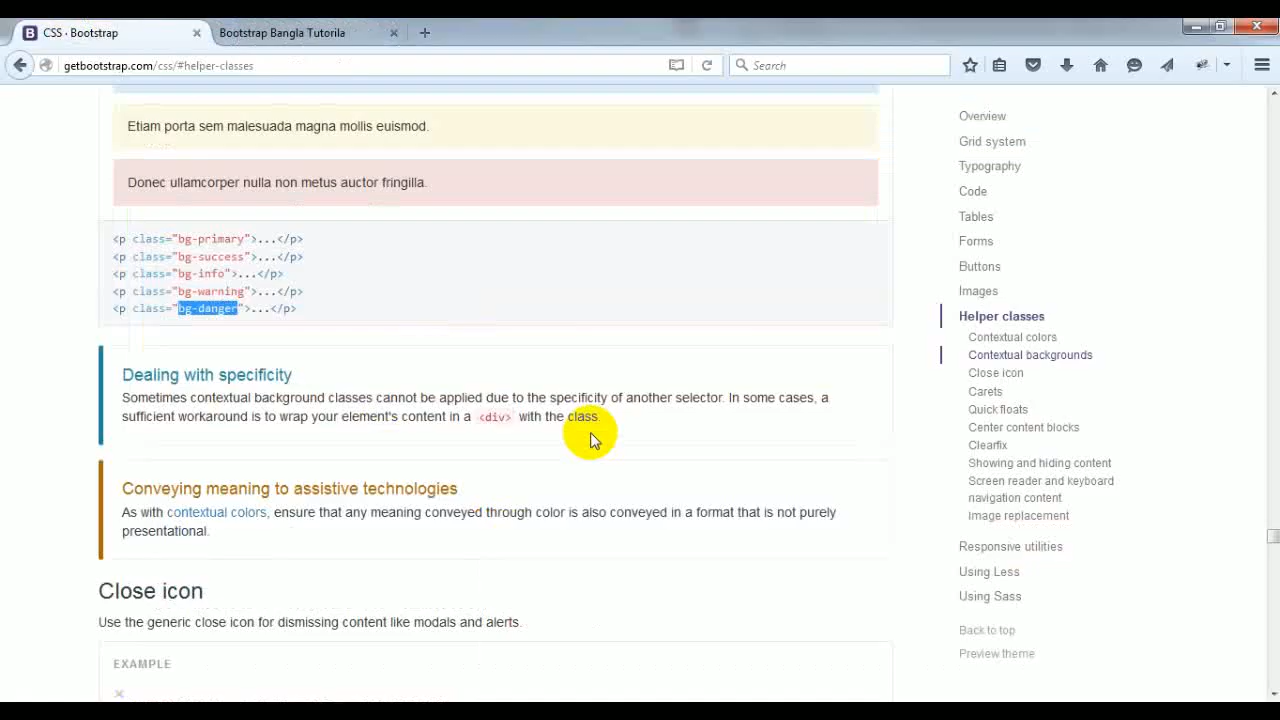 CSS · Bootstrap
Bootstrap Bangla Tutorila
getbootstrap.com/css/#helper-classes
Search
Etiam porta sem malesuada magna mollis euismod.
Donec ullamcorper nulla non metus auctor fringilla.
<p class="bg-primary">...</p>
<p class="bg-success">...</p>
<p class="bg-info">...</p>
<p class="bg-warning">...</p>
<p class="bg-danger">...</p>
Dealing with specificity
Sometimes contextual background classes cannot be applied due to the specificity of another selector. In some cases, a
sufficient workaround is to wrap your element's content in a <div> with the class.
Conveying meaning to assistive technologies
As with contextual colors, ensure that any meaning conveyed through color is also conveyed in a format that is not purely
presentational.
Close icon
Use the generic close icon for dismissing content like modals and alerts.
EXAMPLE
×
Overview
Grid system
Typography
Code
Tables
Forms
Buttons
Images
Helper classes
Contextual colors
Contextual backgrounds
Close icon
Carets
Quick floats
Center content blocks
Clearfix
Showing and hiding content
Screen reader and keyboard
navigation content
Image replacement
Responsive utilities
Using Less
Using Sass
Back to top
Preview theme